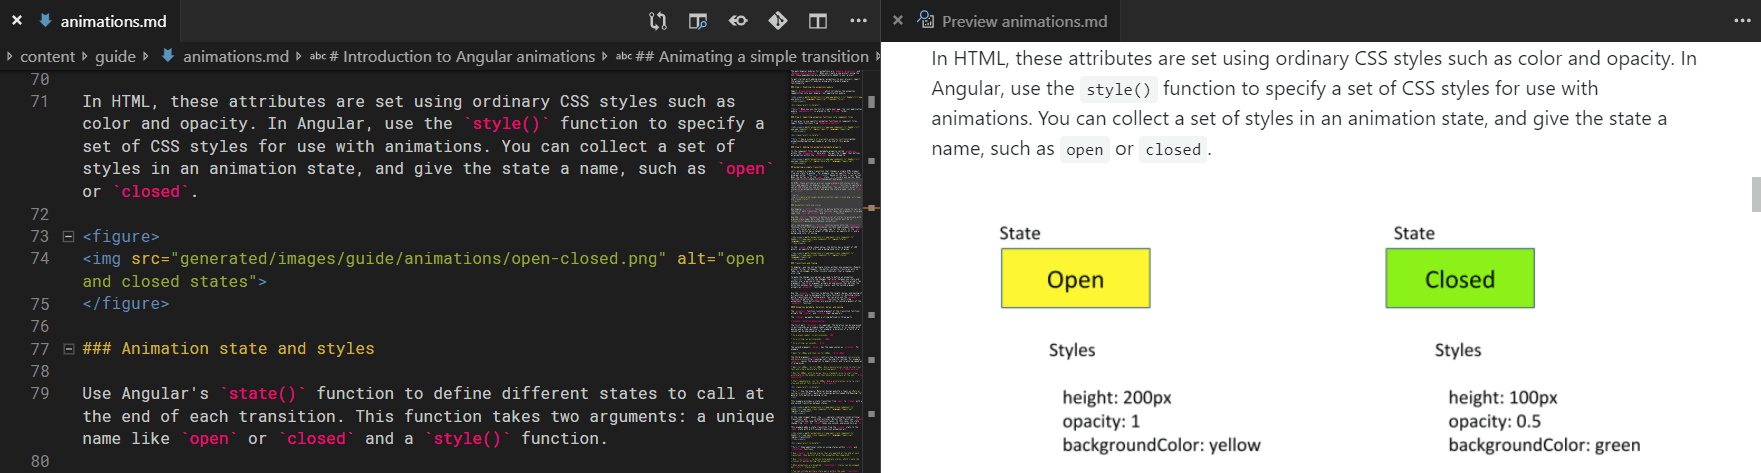 animations.md
content guide animations.md abc # Introduction to Angular animations abc ## Animating a simple transition
70
71 In HTML, these attributes are set using ordinary CSS styles such as
color and opacity. In Angular, use the `style()` function to specify a
set of CSS styles for use with animations. You can collect a set of
styles in an animation state, and give the state a name, such as `open`
or `closed`.
72
73 <figure>
74 <img src="generated/images/guide/animations/open-closed.png" alt="open
and closed states">
75 </figure>
76
77 ### Animation state and styles
78
79 Use Angular's `state()` function to define different states to call at
the end of each transition. This function takes two arguments: a unique
name like `open` or `closed` and a `style()` function.
80
Preview animations.md
In HTML, these attributes are set using ordinary CSS styles such as color and opacity. In
Angular, use the style() function to specify a set of CSS styles for use with
animations. You can collect a set of styles in an animation state, and give the state a
name, such as open or closed.
State
Open
Styles
height: 200px
opacity: 1
backgroundColor: yellow
State
Closed
Styles
height: 100px
opacity: 0.5
backgroundColor: green